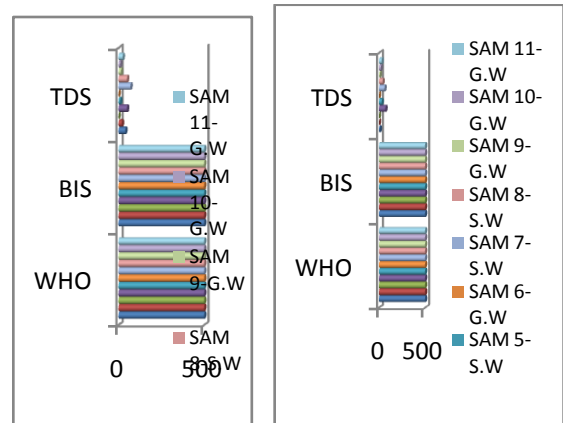 TDS
BIS
WHO
0
500
SAM
11-
G.W
SAM
10-
G.W
SAM
9-G.W
SAM
8-S.W
TDS
BIS
WHO
0
500
SAM 11-
G.W
SAM 10-
G.W
SAM 9-
G.W
SAM 8-
S.W
SAM 7-
S.W
SAM 6-
G.W
SAM 5-
S.W